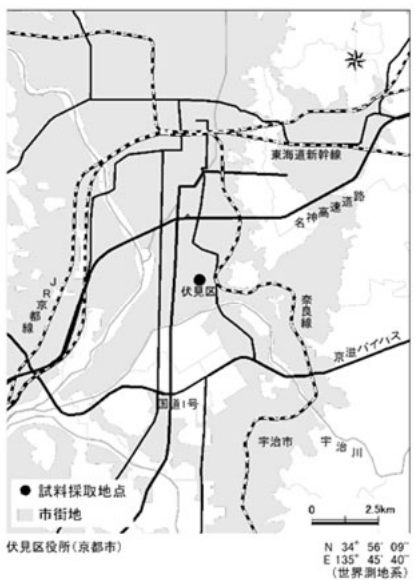 東海道新幹線
名神高速道路
JR京都線
伏見区
奈良線
京滋バイパス
国道1号
宇治市
宇治川
試料採取地点
市街地
0 2.5km
伏見区役所(京都市)
N 34° 56′ 09″
E 135° 45′ 40″
(世界測地系)